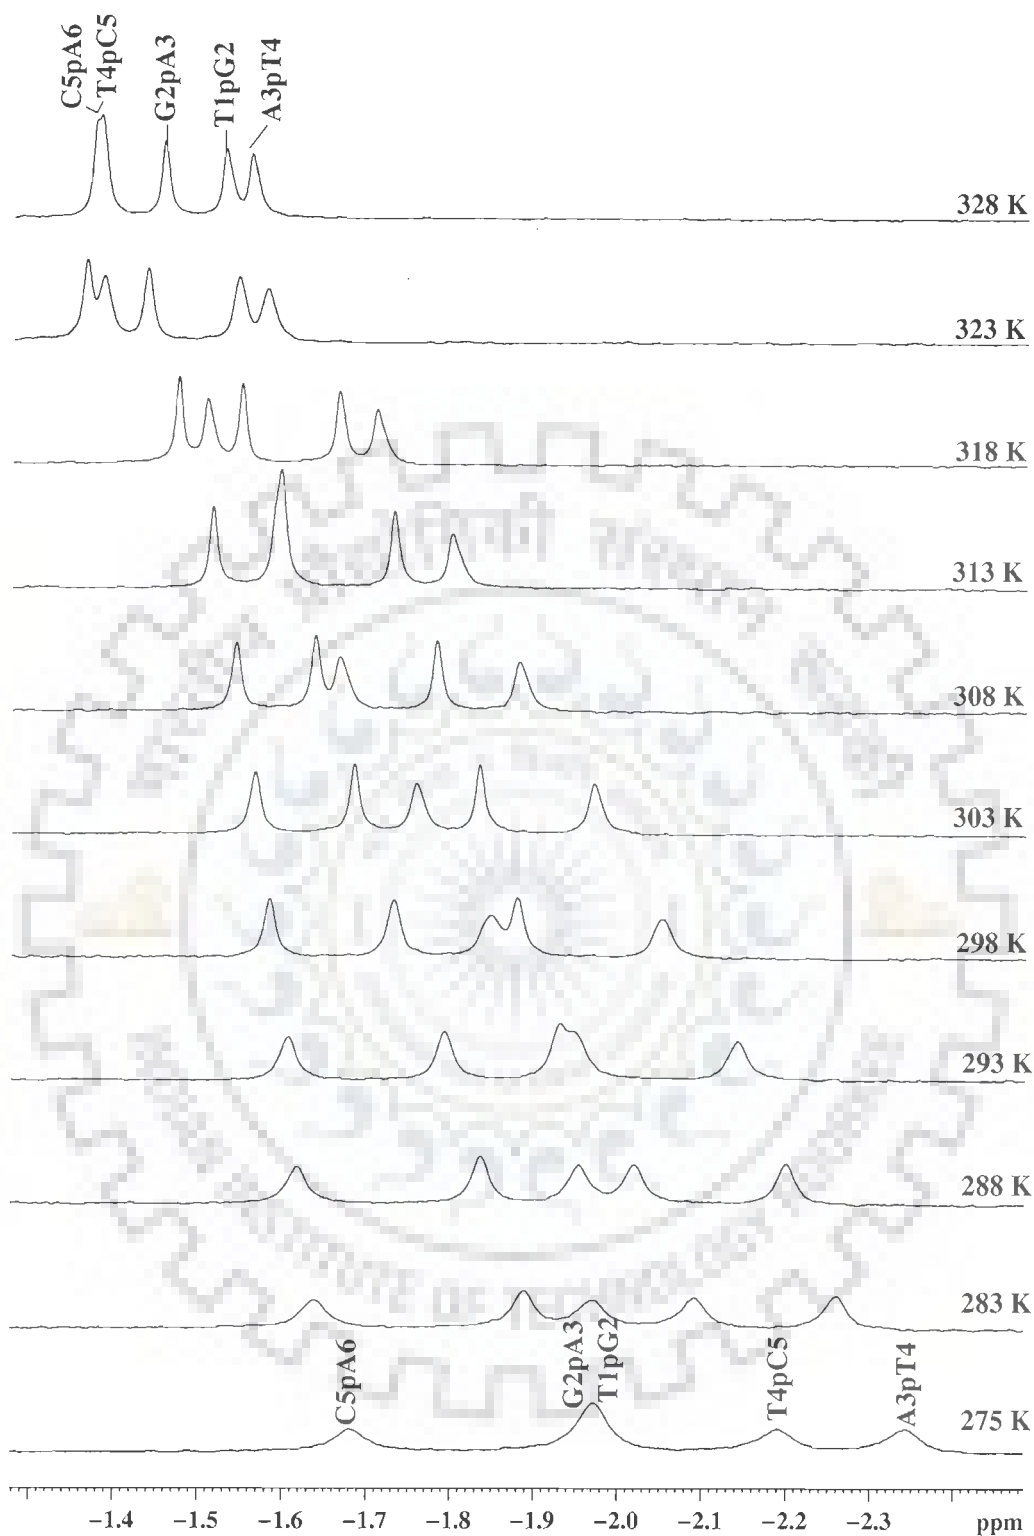 C5pA6
T4pC5
G2pA3
T1pG2
A3pT4
328 K
323 K
318 K
313 K
308 K
303 K
298 K
293 K
288 K
283 K
C5pA6
G2pA3
T1pG2
T4pC5
A3pT4
275 K
−1.4 −1.5 −1.6 −1.7 −1.8 −1.9 −2.0 −2.1 −2.2 −2.3 ppm